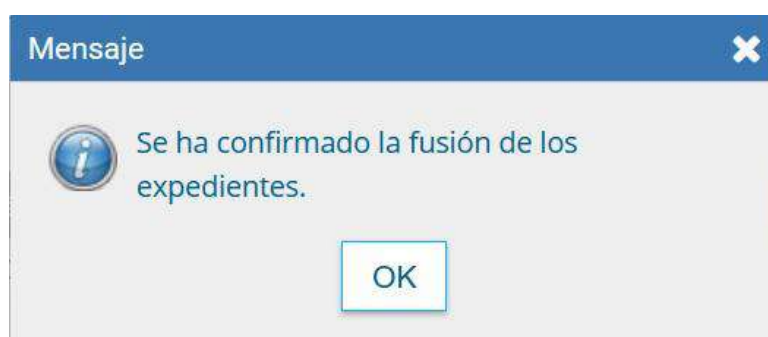 Mensaje
Se ha confirmado la fusión de los
expedientes.
OK